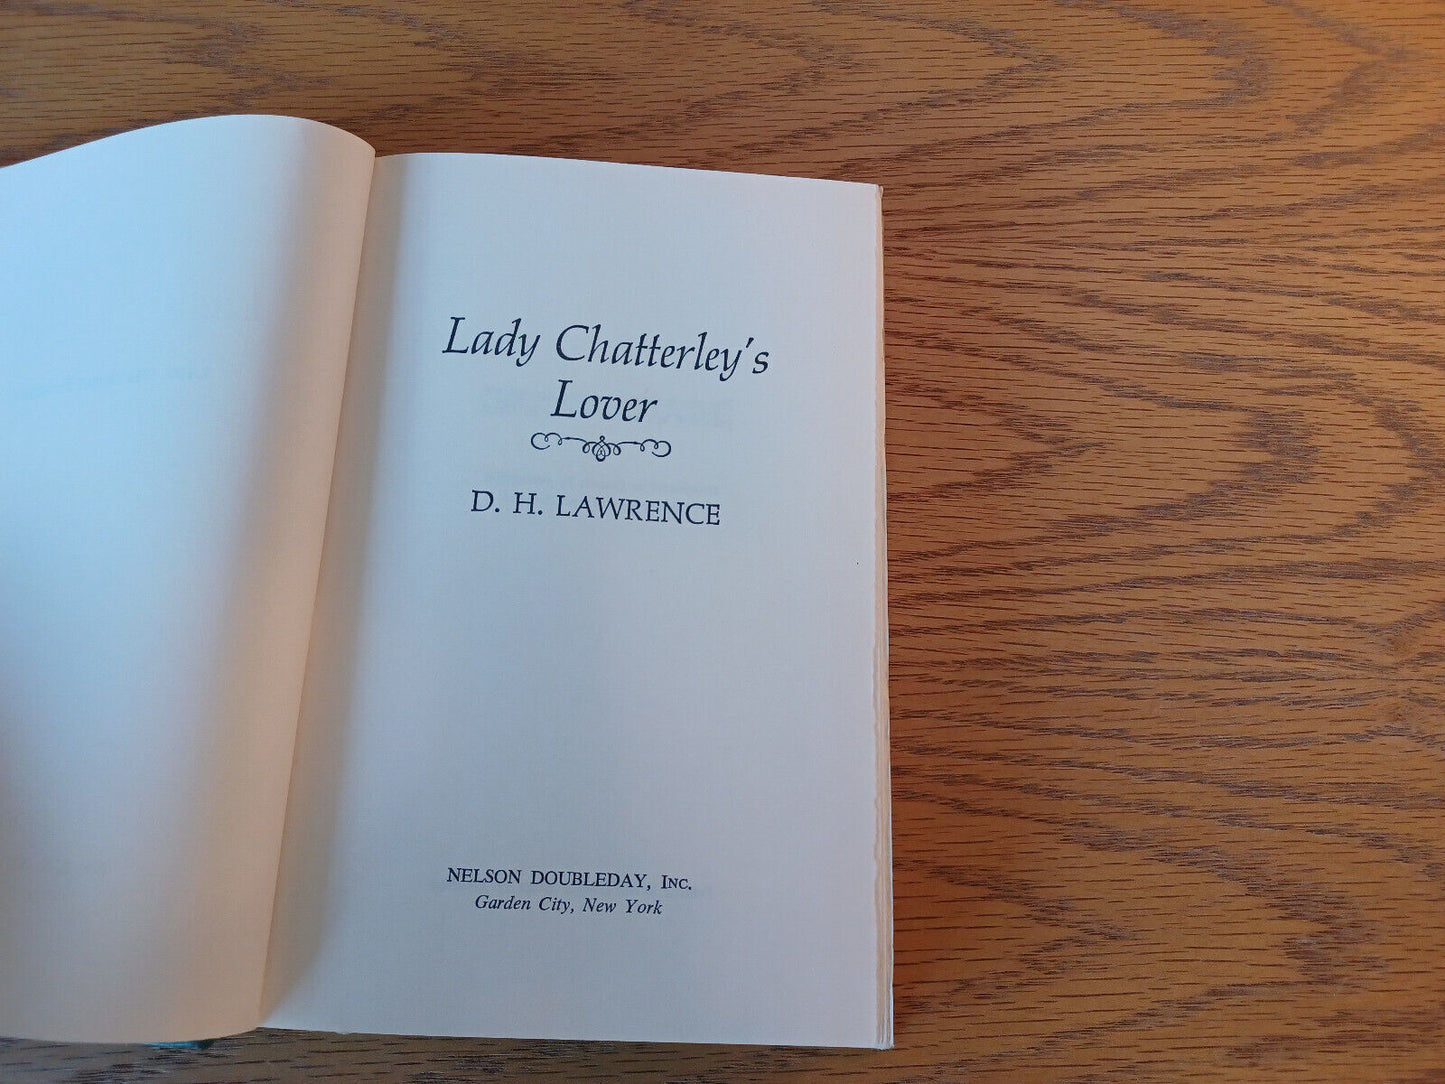 Lady Chatterley's
Lover
D. H. LAWRENCE
NELSON DOUBLEDAY, INC.
Garden City, New York